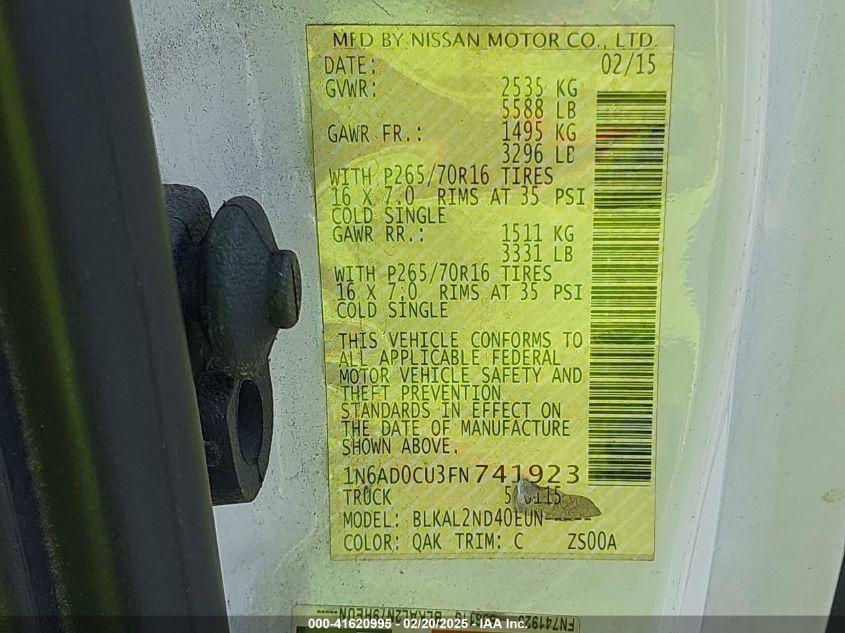 MFD BY NISSAN MOTOR CO., LTD.
DATE: 02/15
GVWR: 2535 KG
5588 LB
GAWR FR.: 1495 KG
3296 LB
WITH P265/70R16 TIRES
16 X 7.0 RIMS AT 35 PSI
COLD SINGLE
GAWR RR.: 1511 KG
3331 LB
WITH P265/70R16 TIRES
16 X 7.0 RIMS AT 35 PSI
COLD SINGLE
THIS VEHICLE CONFORMS TO
ALL APPLICABLE FEDERAL
MOTOR VEHICLE SAFETY AND
THEFT PREVENTION
STANDARDS IN EFFECT ON
THE DATE OF MANUFACTURE
SHOWN ABOVE.
1N6AD0CU3FN741923
TRUCK
MODEL: BLKAL2ND40EUN-----
COLOR: QAK TRIM: C ZS00A
000-41620995 - 02/20/2025 - IAAI.COM.